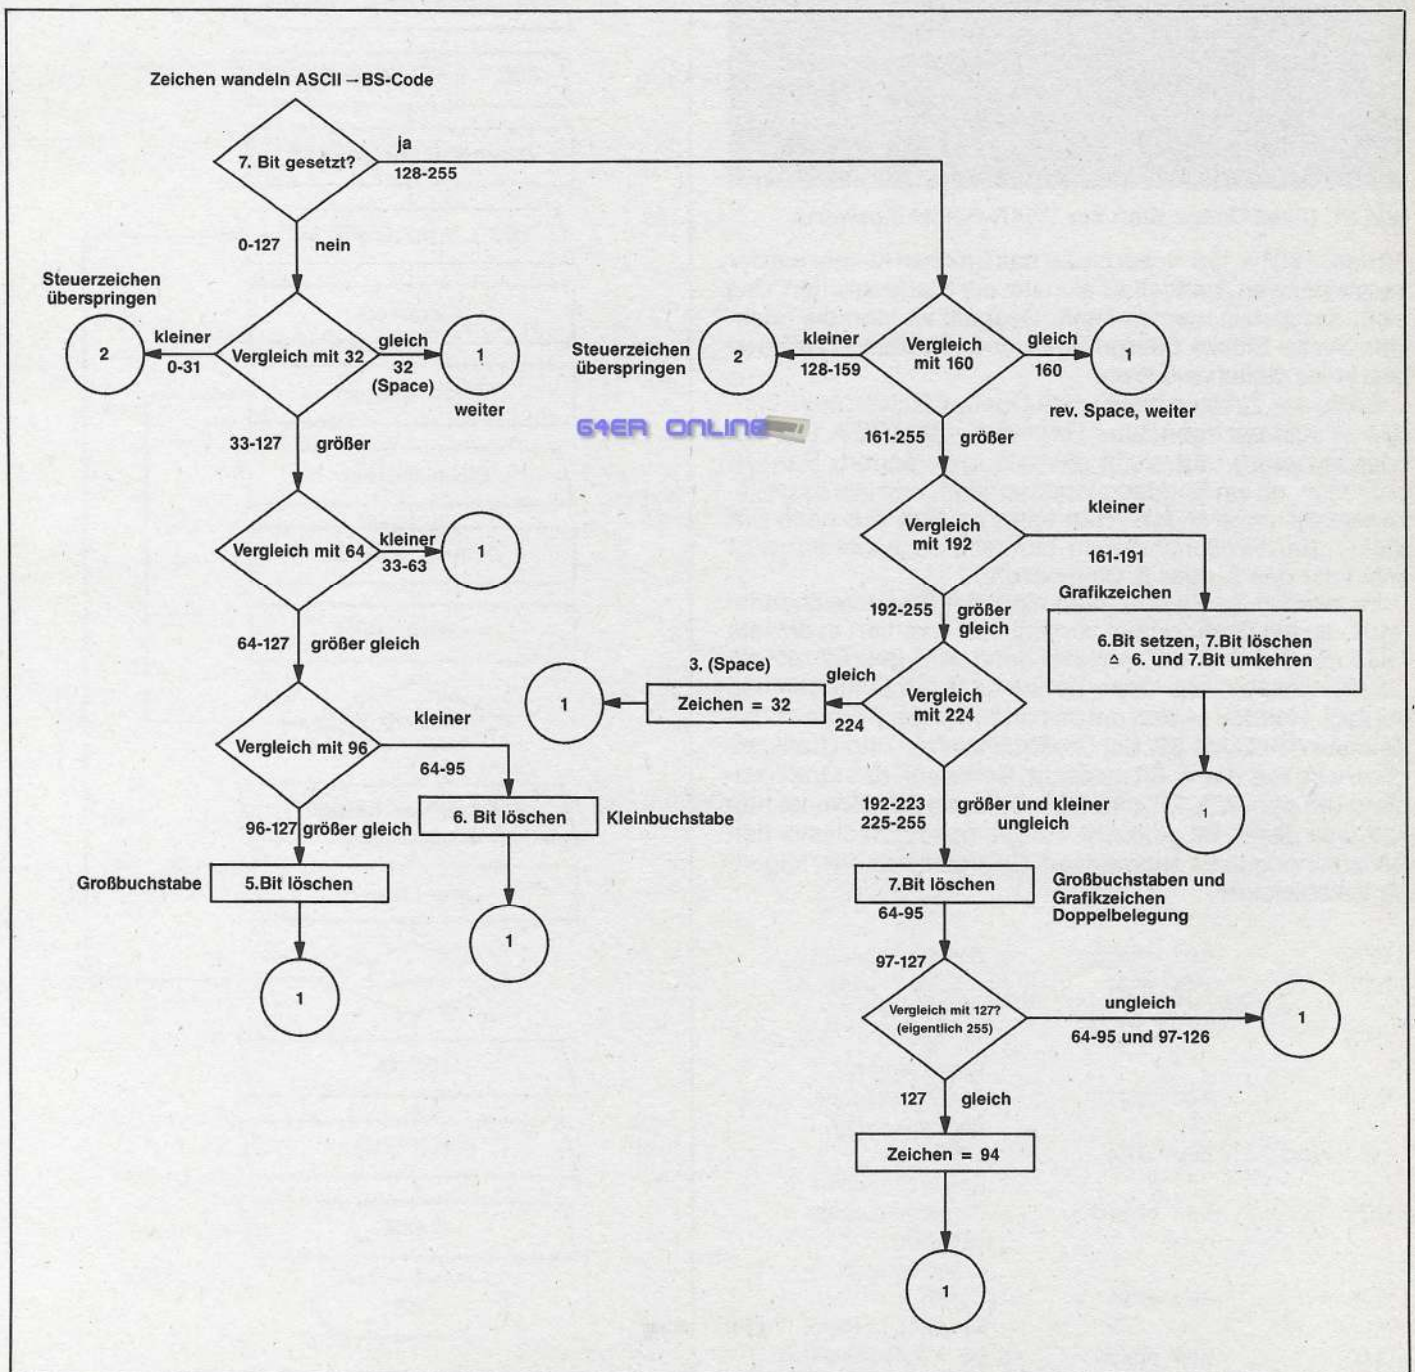 Zeichen wandeln ASCII → BS-Code
7. Bit gesetzt?
ja
128-255
0-127
nein
Steuerzeichen
überspringen
2
kleiner
0-31
Vergleich mit 32
gleich
32
(Space)
1
weiter
33-127
größer
Vergleich mit 64
kleiner
33-63
1
64-127
größer gleich
Vergleich mit 96
kleiner
64-95
6. Bit löschen
Kleinbuchstabe
1
96-127
größer gleich
Großbuchstabe
5.Bit löschen
1
Steuerzeichen
überspringen
2
kleiner
128-159
Vergleich
mit 160
gleich
160
1
rev. Space, weiter
64ER ONLINE
161-255
größer
Vergleich
mit 192
kleiner
161-191
Grafikzeichen
6.Bit setzen, 7.Bit löschen
≙ 6. und 7.Bit umkehren
1
192-255
größer
gleich
Vergleich
mit 224
gleich
224
3. (Space)
Zeichen = 32
1
192-223
225-255
größer und kleiner
ungleich
7.Bit löschen
Großbuchstaben und
Grafikzeichen
Doppelbelegung
64-95
97-127
Vergleich mit 127?
(eigentlich 255)
ungleich
64-95 und 97-126
1
127
gleich
Zeichen = 94
1